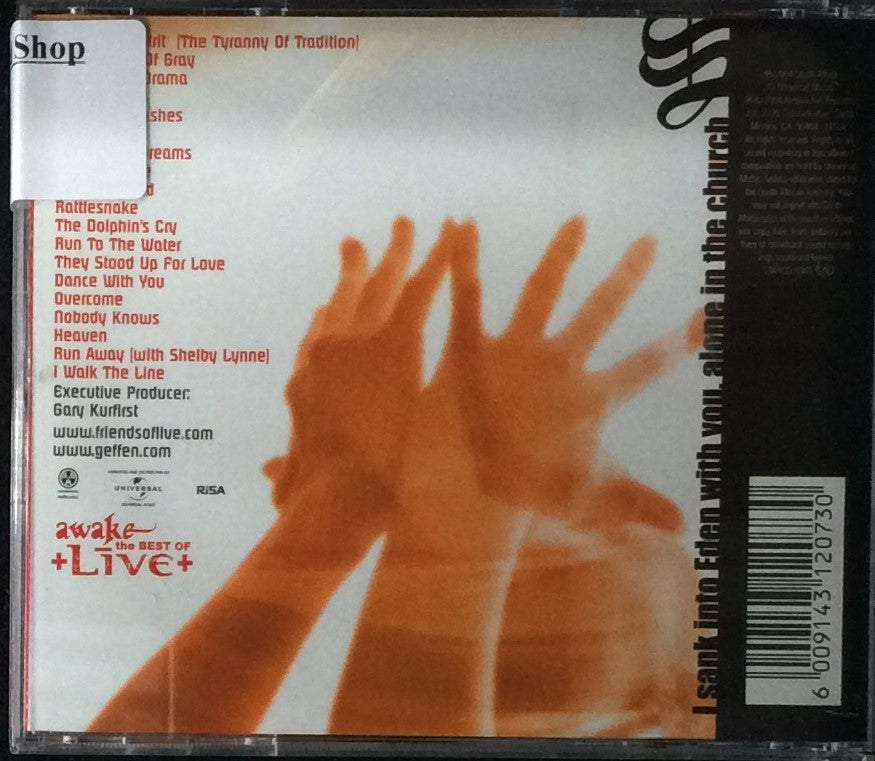 Shop
rit (The Tyranny Of Tradition)
Of Gray
Drama
shes
reams
d
Rattlesnake
The Dolphin's Cry
Run To The Water
They Stood Up For Love
Dance With You
Overcome
Nobody Knows
Heaven
Run Away (with Shelby Lynne)
I Walk The Line
Executive Producer:
Gary Kurfirst
www.friendsoflive.com
www.geffen.com
UNIVERSAL
RiSA
awake
the BEST OF
+Līve+
I sank into Eden with you, alone in the church
6 009143 120730